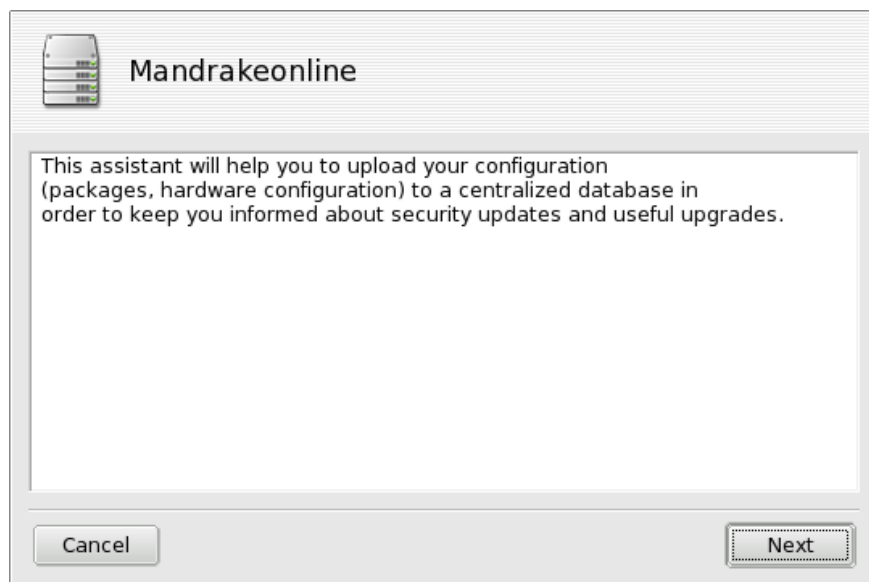 Mandrakeonline
This assistant will help you to upload your configuration
(packages, hardware configuration) to a centralized database in
order to keep you informed about security updates and useful upgrades.
Cancel
Next